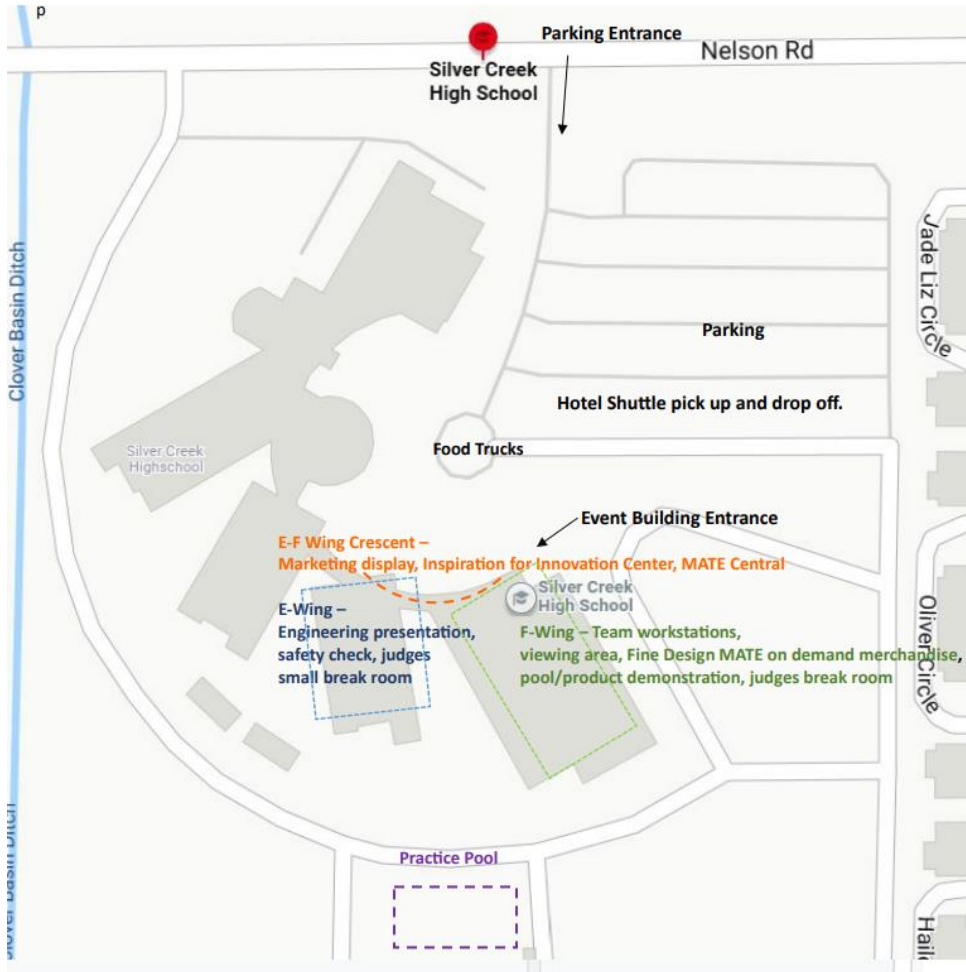 p
Parking Entrance
Nelson Rd
Silver Creek
High School
Clover Basin Ditch
Jade Liz Circle
Parking
Hotel Shuttle pick up and drop off.
Food Trucks
Silver Creek
Highschool
Event Building Entrance
E-F Wing Crescent –
Marketing display, Inspiration for Innovation Center, MATE Central
Silver Creek
High School
E-Wing –
Engineering presentation,
safety check, judges
small break room
F-Wing – Team workstations,
viewing area, Fine Design MATE on demand merchandise,
pool/product demonstration, judges break room
Oliver Circle
Clover Basin Ditch
Practice Pool